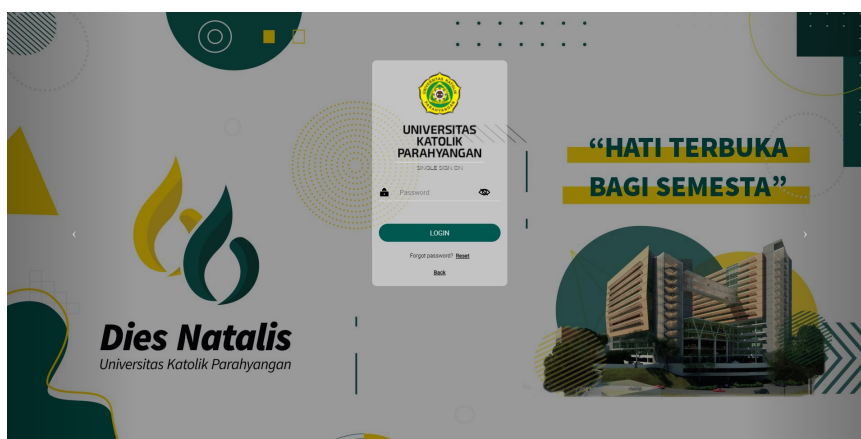 UNIVERSITAS
KATOLIK
PARAHYANGAN
SINGLE SIGN ON
Password
LOGIN
Forgot password? Reset
Back
Dies Natalis
Universitas Katolik Parahyangan
“HATI TERBUKA
BAGI SEMESTA”